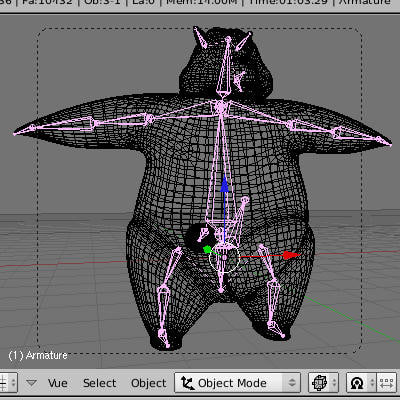 36 | Fa:10432 | Ob:3-1 | La:0 | Mem:14.00M | Time:01:03.29 | Armature
(1) Armature
Vue Select Object Object Mode